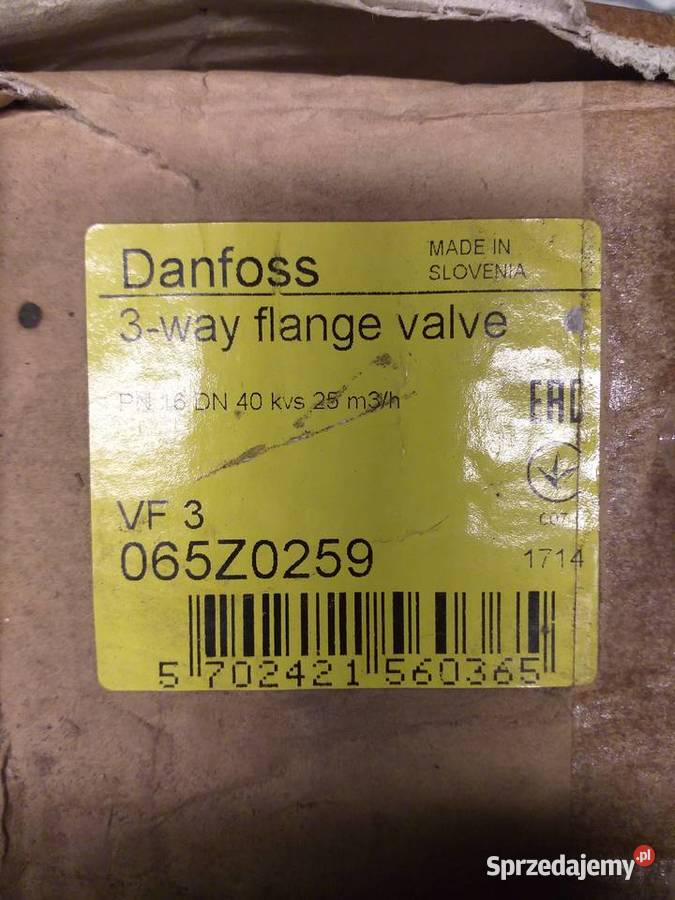 Danfoss
MADE IN
SLOVENIA
3-way flange valve
PN 16 DN 40 kvs 25 m3/h
EAC
VF 3
065Z0259
1714
5 702421 560365
Sprzedajemy.pl